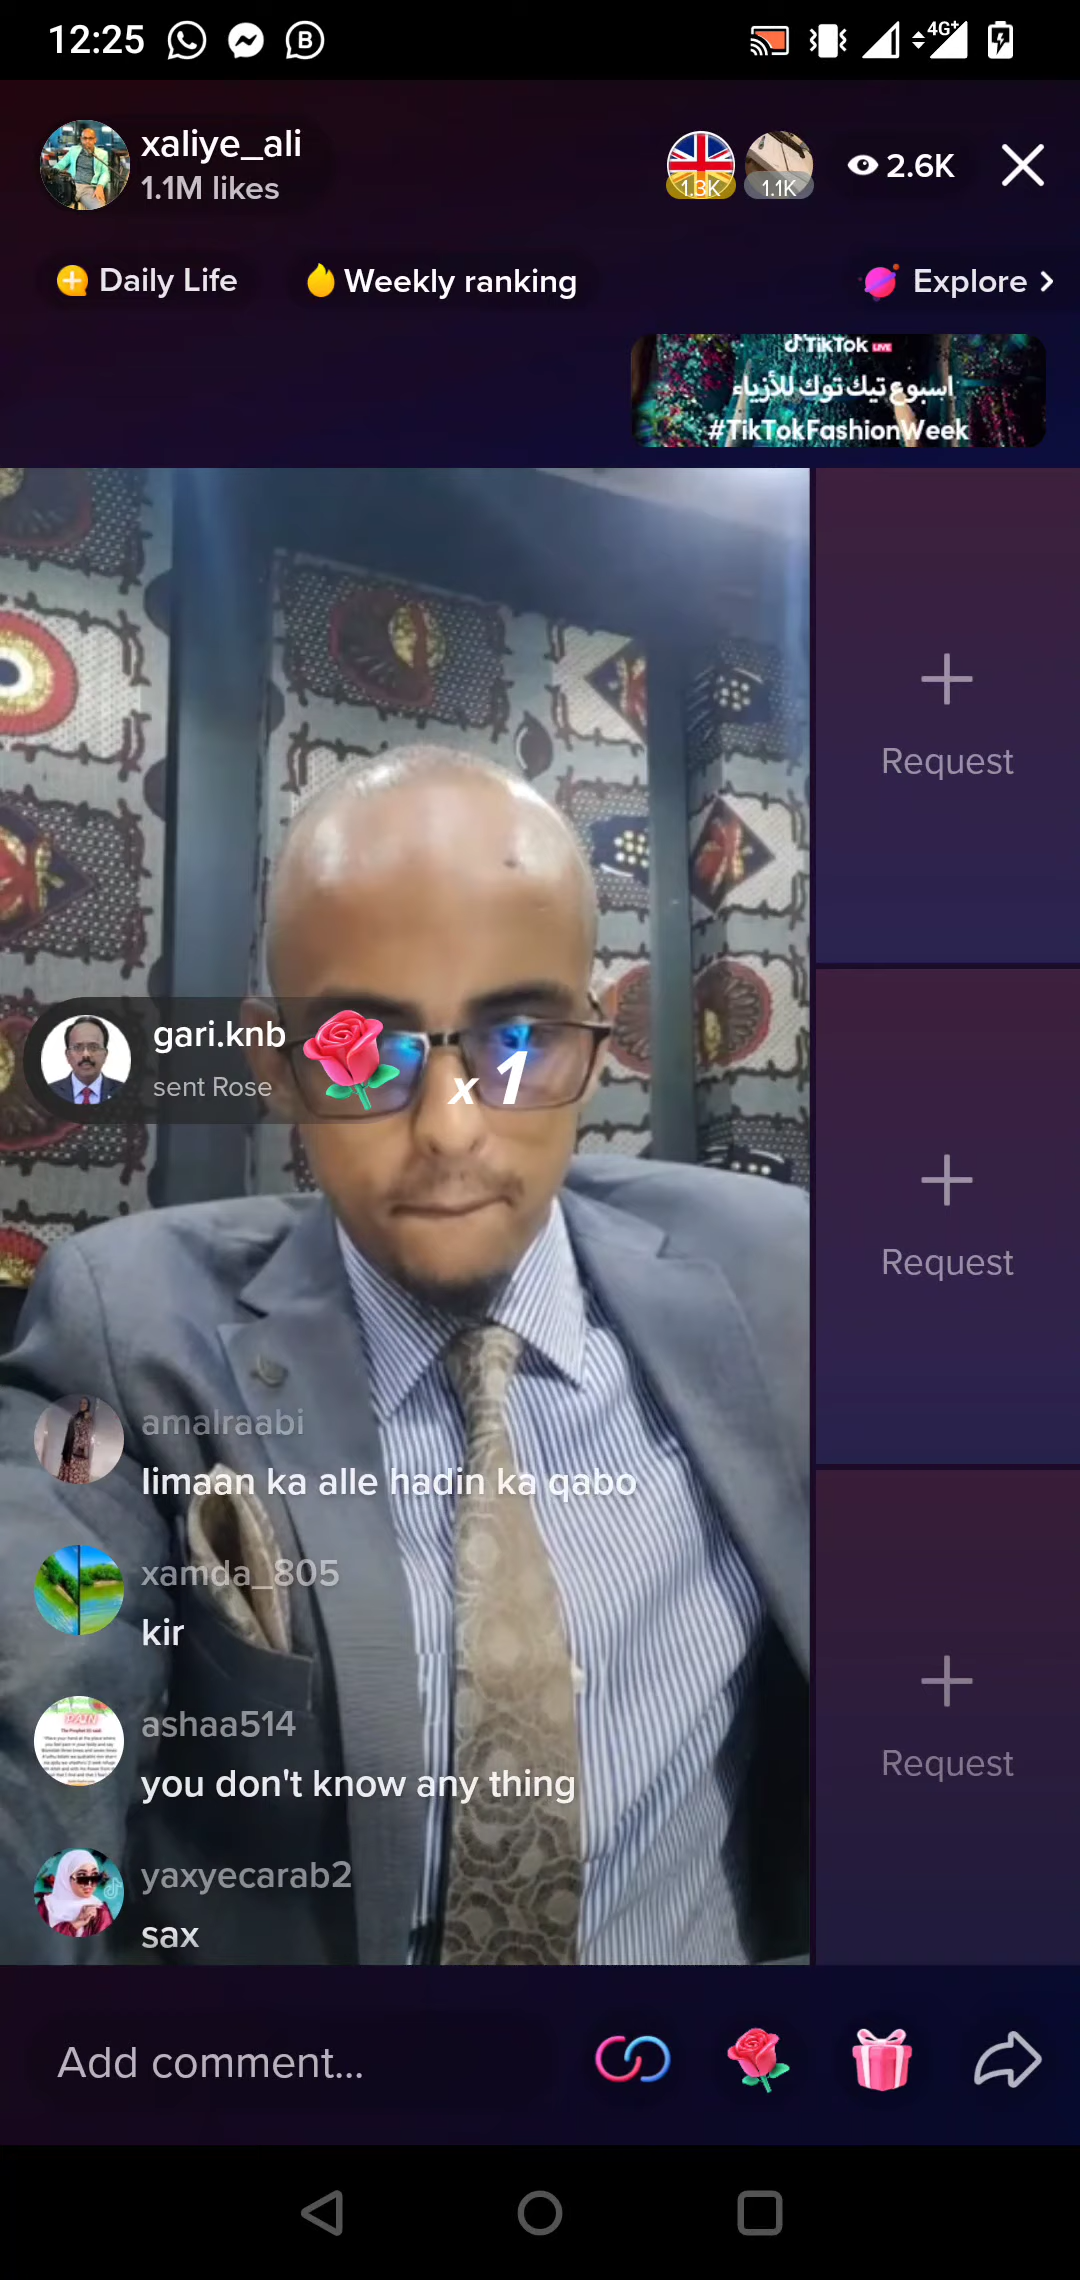 12:25
4G+
xaliye_ali
1.1M likes
1.3K
1.1K
2.6K
Daily Life
Weekly ranking
Explore
TikTok LIVE
اسبوع تيك توك للأزياء
#TikTokFashionWeek
Request
gari.knb
sent Rose
x 1
Request
amalraabi
Iimaan ka alle hadin ka qabo
xamda_805
kir
Request
ashaa514
you don't know any thing
yaxyecarab2
sax
Add comment...